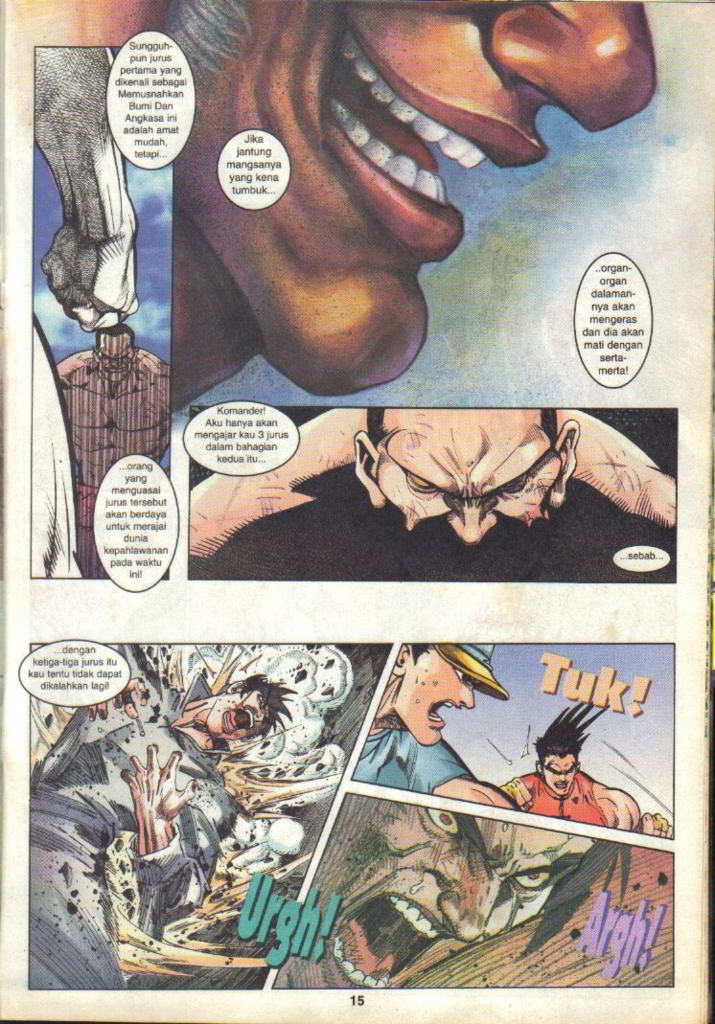 Sungguh-
pun jurus
pertama yang
dikenali sebagai
Memusnahkan
Bumi Dan
Angkasa ini
adalah amat
mudah,
tetapi...
Jika
jantung
mangsanya
yang kena
tumbuk...
..organ-
organ
dalaman-
nya akan
mengeras
dan dia akan
mati dengan
serta-
merta!
Komander!
Aku hanya akan
mengajar kau 3 jurus
dalam bahagian
kedua itu...
...orang
yang
menguasai
jurus tersebut
akan berdaya
untuk merajai
dunia
kepahlawanan
pada waktu
ini!
...sebab...
...dengan
ketiga-tiga jurus itu
kau tentu tidak dapat
dikalahkan lagi!
Tuk!
Urgh!
Argh!
15